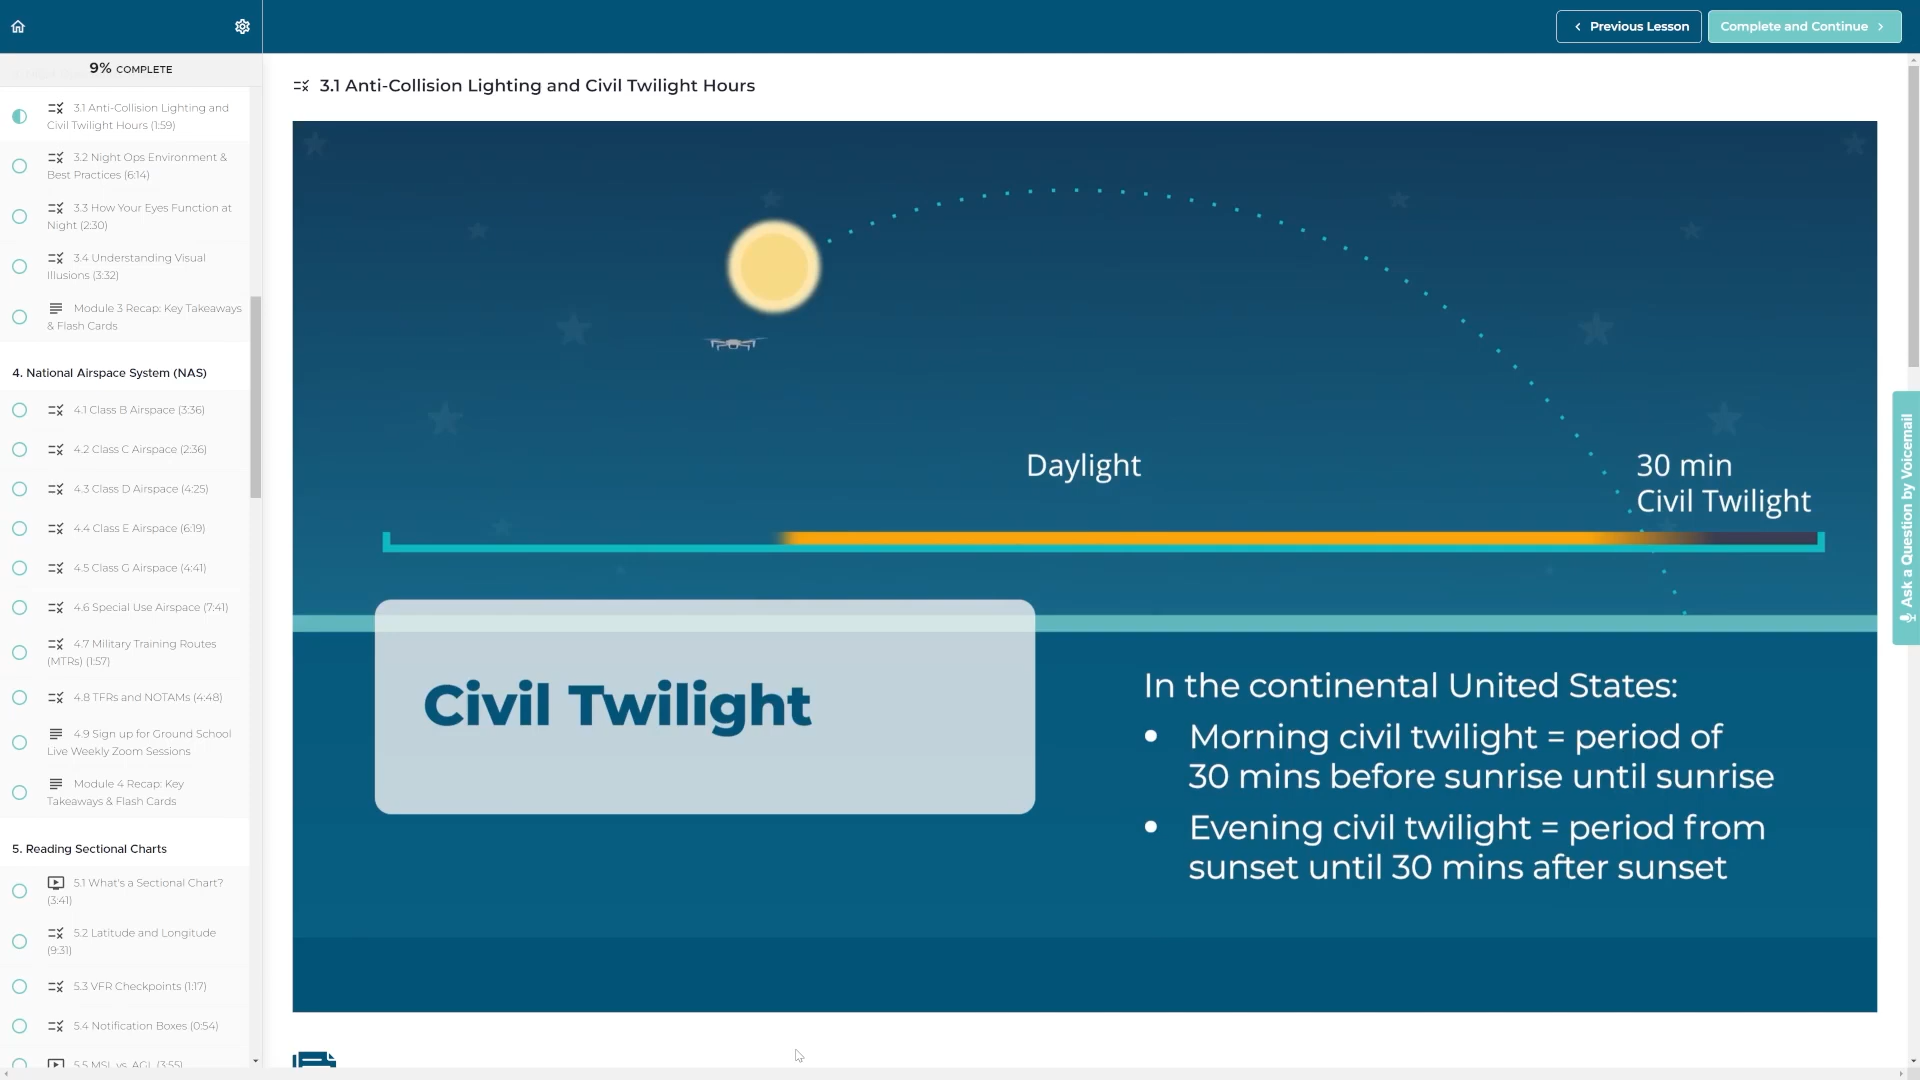 Previous Lesson
Complete and Continue
9% COMPLETE
3.1 Anti-Collision Lighting and
Civil Twilight Hours (1:59)
3.2 Night Ops Environment &
Best Practices (6:14)
3.3 How Your Eyes Function at
Night (2:30)
3.4 Understanding Visual
Illusions (3:32)
Module 3 Recap: Key Takeaways
& Flash Cards
4. National Airspace System (NAS)
4.1 Class B Airspace (3:36)
4.2 Class C Airspace (2:36)
4.3 Class D Airspace (4:25)
4.4 Class E Airspace (6:19)
4.5 Class G Airspace (4:41)
4.6 Special Use Airspace (7:41)
4.7 Military Training Routes
(MTRs) (1:57)
4.8 TFRs and NOTAMs (4:48)
4.9 Sign up for Ground School
Live Weekly Zoom Sessions
Module 4 Recap: Key
Takeaways & Flash Cards
5. Reading Sectional Charts
5.1 What's a Sectional Chart?
(3:41)
5.2 Latitude and Longitude
(9:31)
5.3 VFR Checkpoints (1:17)
5.4 Notification Boxes (0:54)
5.5 MSL vs. AGL (3:55)
3.1 Anti-Collision Lighting and Civil Twilight Hours
Daylight
30 min
Civil Twilight
Civil Twilight
In the continental United States:
• Morning civil twilight = period of
30 mins before sunrise until sunrise
• Evening civil twilight = period from
sunset until 30 mins after sunset
Ask a Question by Voicemail